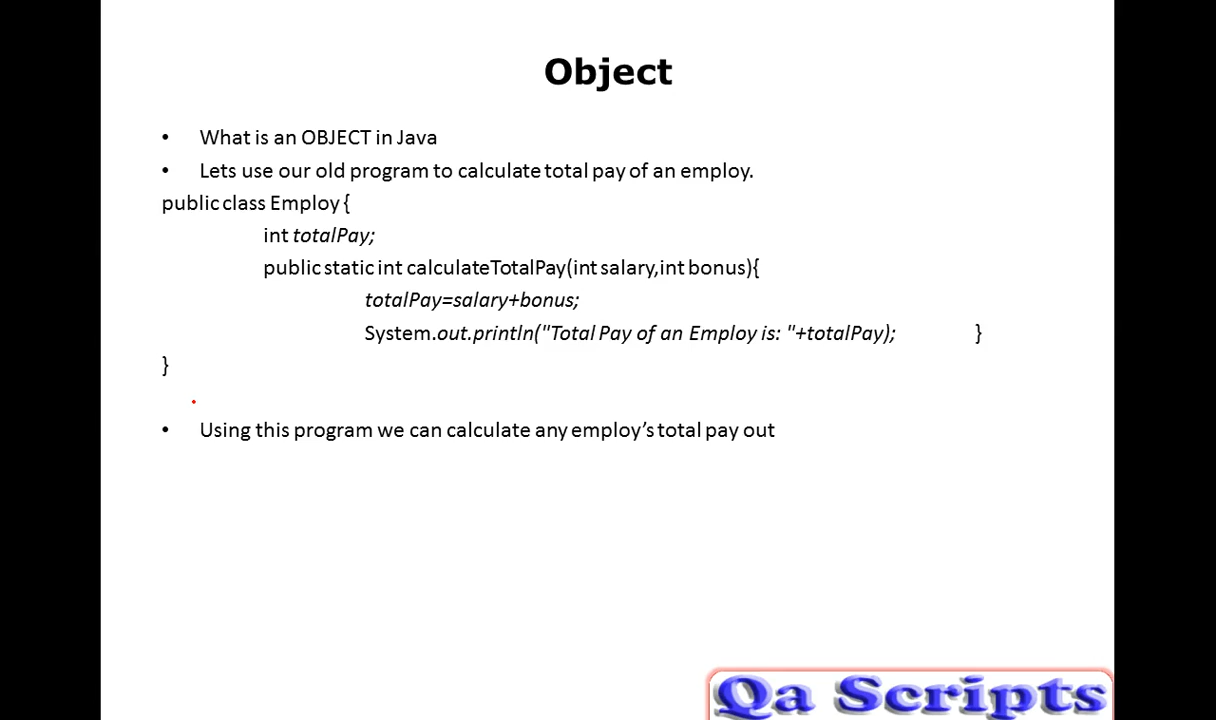 Object
• What is an OBJECT in Java
• Lets use our old program to calculate total pay of an employ.
public class Employ {
int totalPay;
public static int calculateTotalPay(int salary,int bonus){
totalPay=salary+bonus;
System.out.println("Total Pay of an Employ is: "+totalPay); }
}
• Using this program we can calculate any employ’s total pay out
Qa Scripts